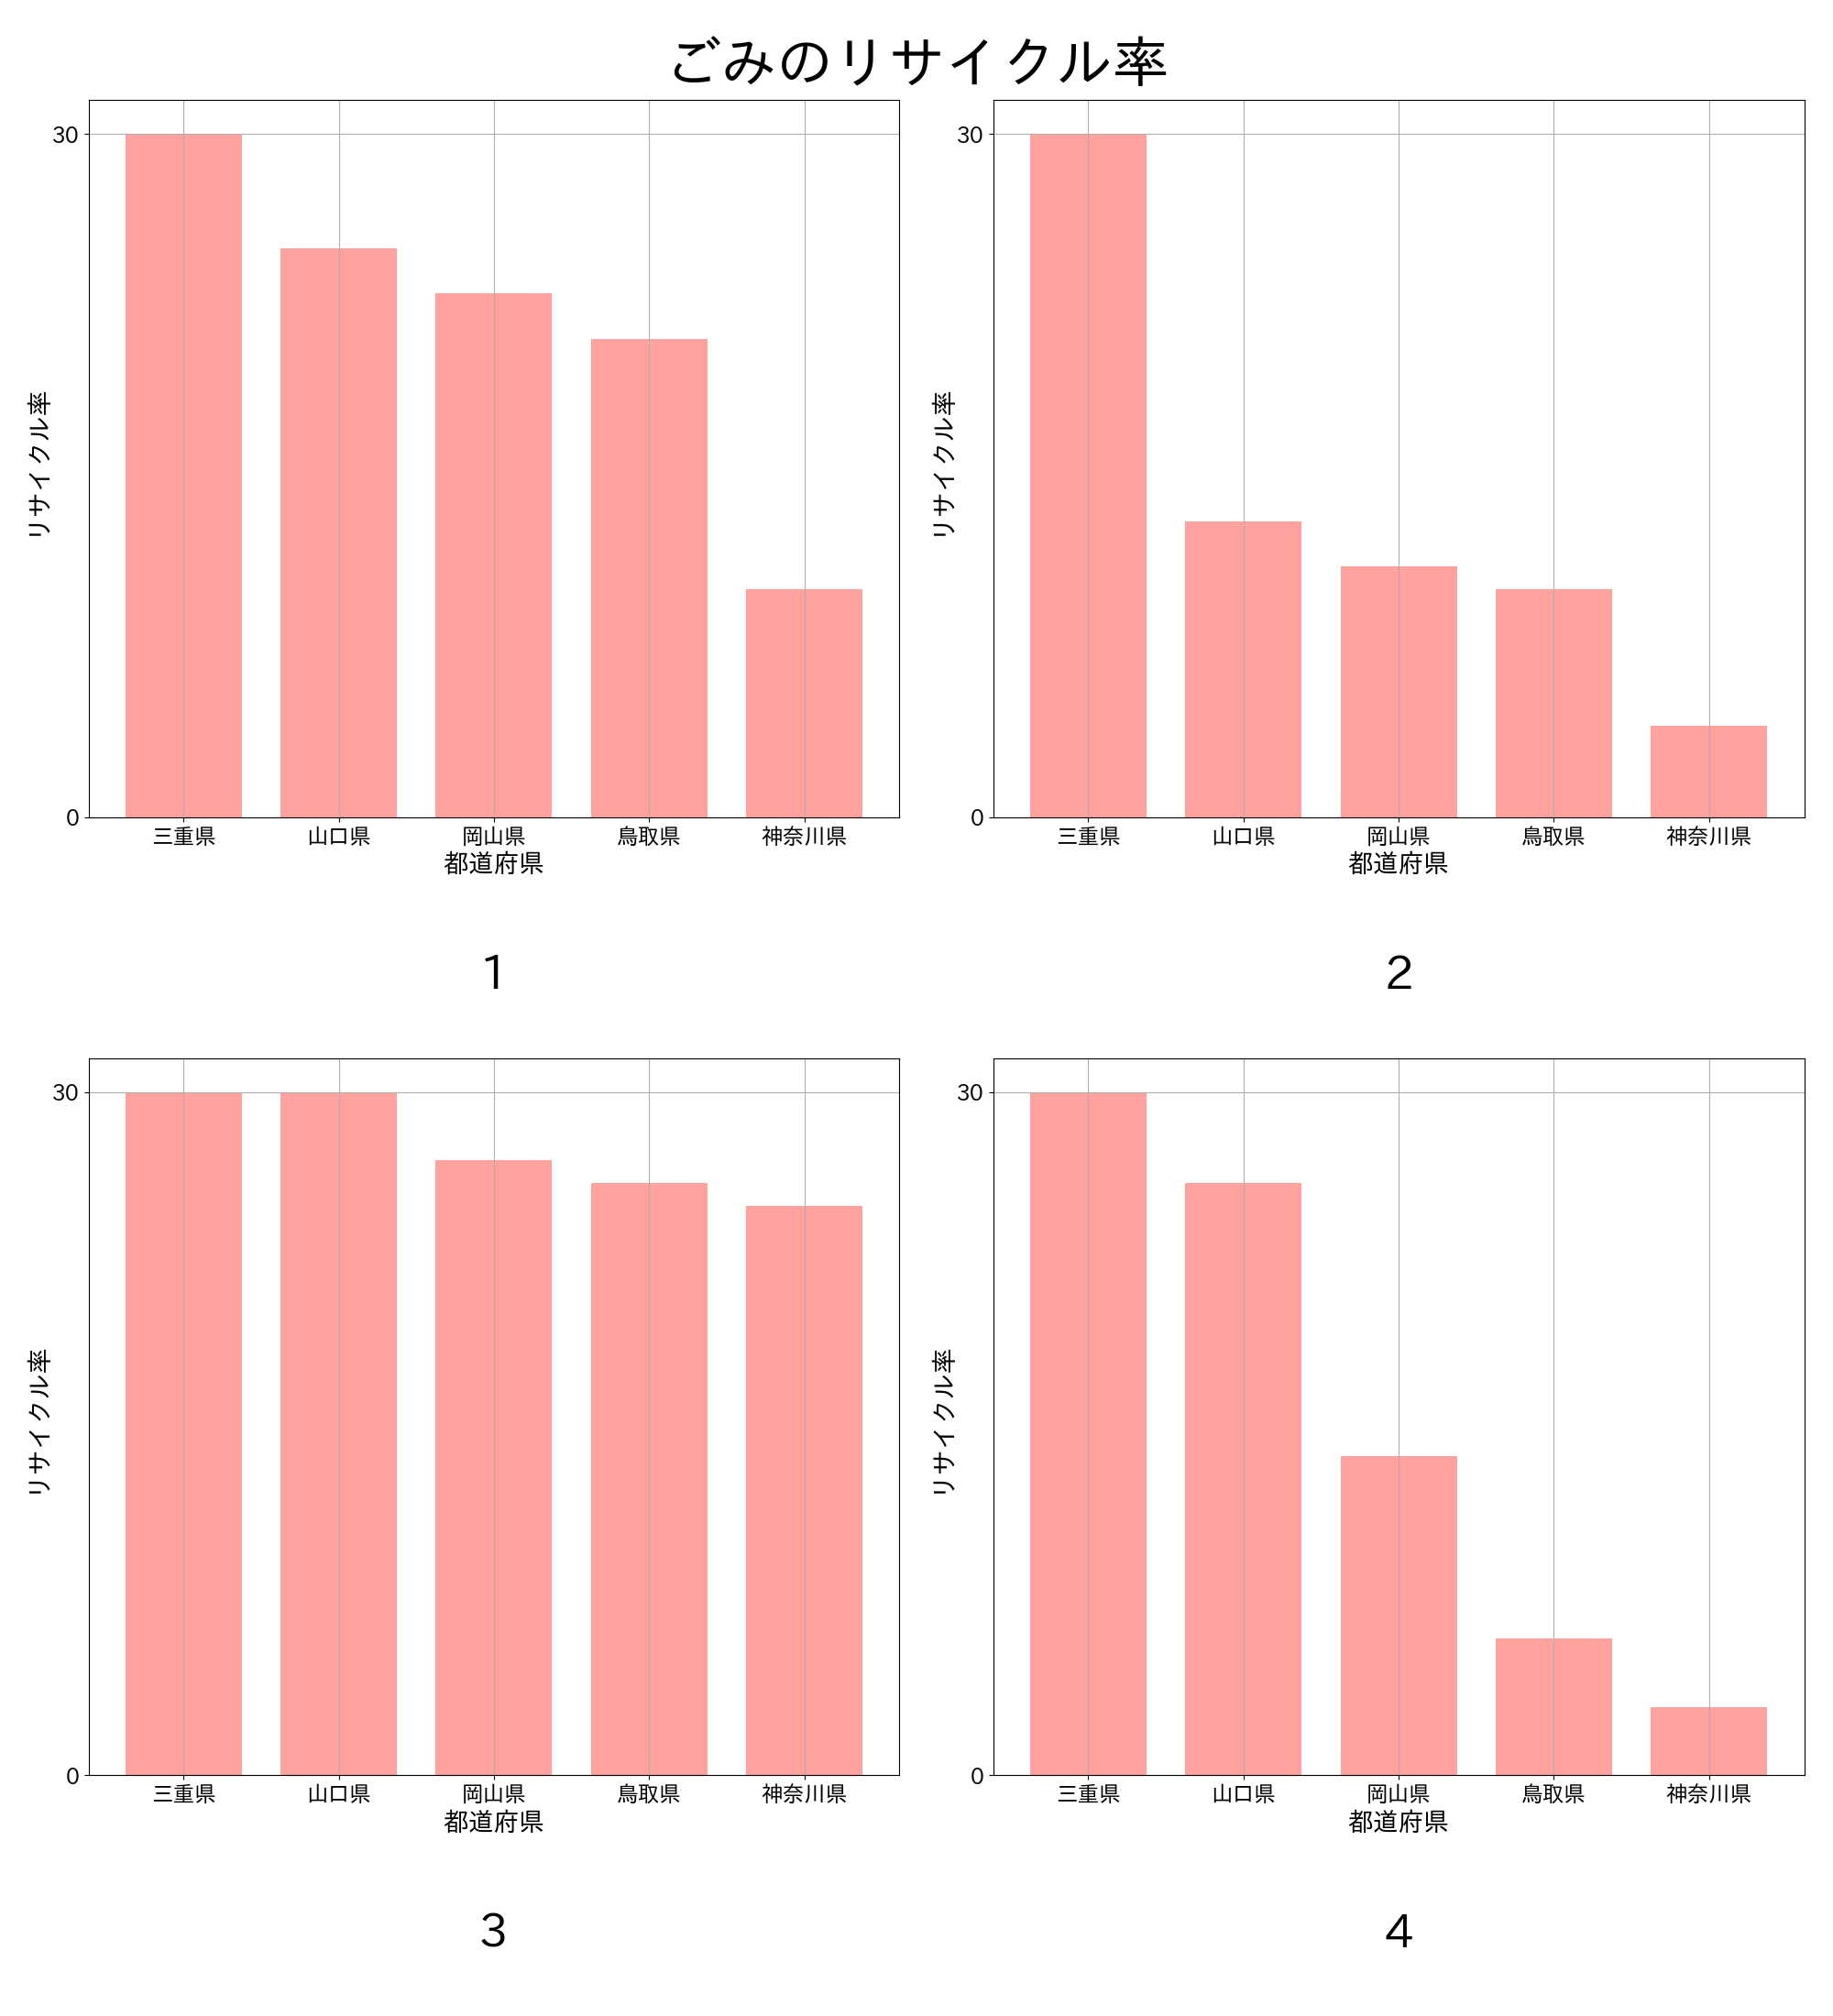 ごみのリサイクル率
30
0
リサイクル率
三重県 山口県 岡山県 鳥取県 神奈川県
都道府県
1
30
0
リサイクル率
三重県 山口県 岡山県 鳥取県 神奈川県
都道府県
2
30
0
リサイクル率
三重県 山口県 岡山県 鳥取県 神奈川県
都道府県
3
30
0
リサイクル率
三重県 山口県 岡山県 鳥取県 神奈川県
都道府県
4